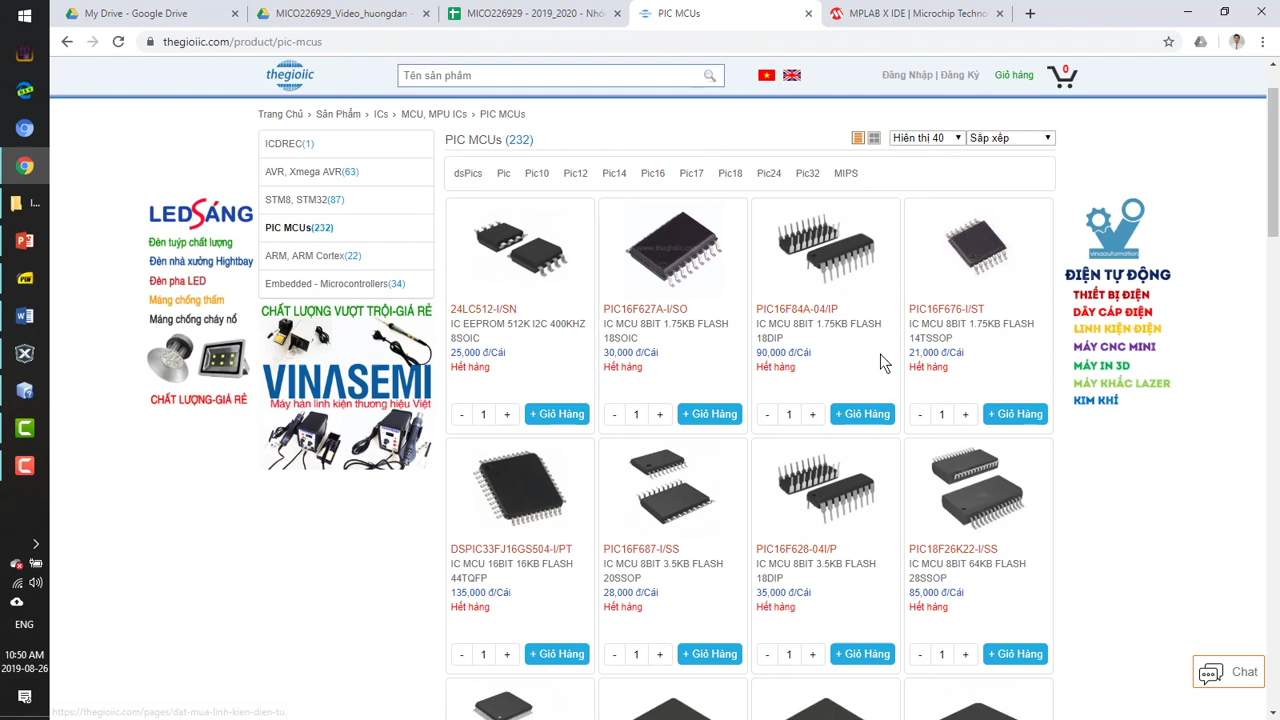 My Drive - Google Drive
MICO226929_Video_huongdan -
MICO226929 - 2019_2020 - Nhó
PIC MCUs
MPLAB X IDE | Microchip Techno
thegioiic.com/product/pic-mcus
thegioiic
Tên sản phẩm
Đăng Nhập | Đăng Ký
Giỏ hàng
0
Trang Chủ › Sản Phẩm › ICs › MCU, MPU ICs › PIC MCUs
ICDREC(1)
AVR, Xmega AVR(63)
STM8, STM32(87)
PIC MCUs(232)
ARM, ARM Cortex(22)
Embedded - Microcontrollers(34)
PIC MCUs (232)
Hiện thị 40
Sắp xếp
dsPics Pic Pic10 Pic12 Pic14 Pic16 Pic17 Pic18 Pic24 Pic32 MIPS
LEDSÁNG
Đèn tuýp chất lượng
Đèn nhà xưởng Hightbay
Đèn pha LED
Máng chống thấm
Máng chống cháy nổ
CHẤT LƯỢNG-GIÁ RẺ
CHẤT LƯỢNG VƯỢT TRỘI-GIÁ RẺ
VINASEMI
Máy hàn linh kiện thương hiệu Việt
24LC512-I/SN
IC EEPROM 512K I2C 400KHZ
8SOIC
25,000 đ/Cái
Hết hàng
- 1 + + Giỏ Hàng
PIC16F627A-I/SO
IC MCU 8BIT 1.75KB FLASH
18SOIC
30,000 đ/Cái
Hết hàng
- 1 + + Giỏ Hàng
PIC16F84A-04/IP
IC MCU 8BIT 1.75KB FLASH
18DIP
90,000 đ/Cái
Hết hàng
- 1 + + Giỏ Hàng
PIC16F676-I/ST
IC MCU 8BIT 1.75KB FLASH
14TSSOP
21,000 đ/Cái
Hết hàng
- 1 + + Giỏ Hàng
DSPIC33FJ16GS504-I/PT
IC MCU 16BIT 16KB FLASH
44TQFP
135,000 đ/Cái
Hết hàng
- 1 + + Giỏ Hàng
PIC16F687-I/SS
IC MCU 8BIT 3.5KB FLASH
20SSOP
28,000 đ/Cái
Hết hàng
- 1 + + Giỏ Hàng
PIC16F628-04I/P
IC MCU 8BIT 3.5KB FLASH
18DIP
35,000 đ/Cái
Hết hàng
- 1 + + Giỏ Hàng
PIC18F26K22-I/SS
IC MCU 8BIT 64KB FLASH
28SSOP
85,000 đ/Cái
Hết hàng
- 1 + + Giỏ Hàng
vinaautomation
ĐIỆN TỰ ĐỘNG
THIẾT BỊ ĐIỆN
DÂY CÁP ĐIỆN
LINH KIỆN ĐIỆN
MÁY CNC MINI
MÁY IN 3D
MÁY KHẮC LAZER
KIM KHÍ
Chat
I...
ENG
10:50 AM
2019-08-26
https://thegioiic.com/pages/dat-mua-linh-kien-dien-tu